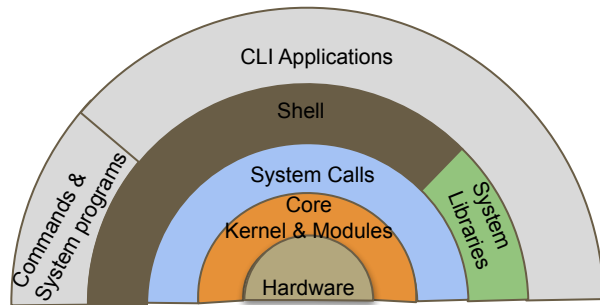 CLI Applications
Shell
Commands &
System programs
System Calls
System
Libraries
Core
Kernel & Modules
Hardware